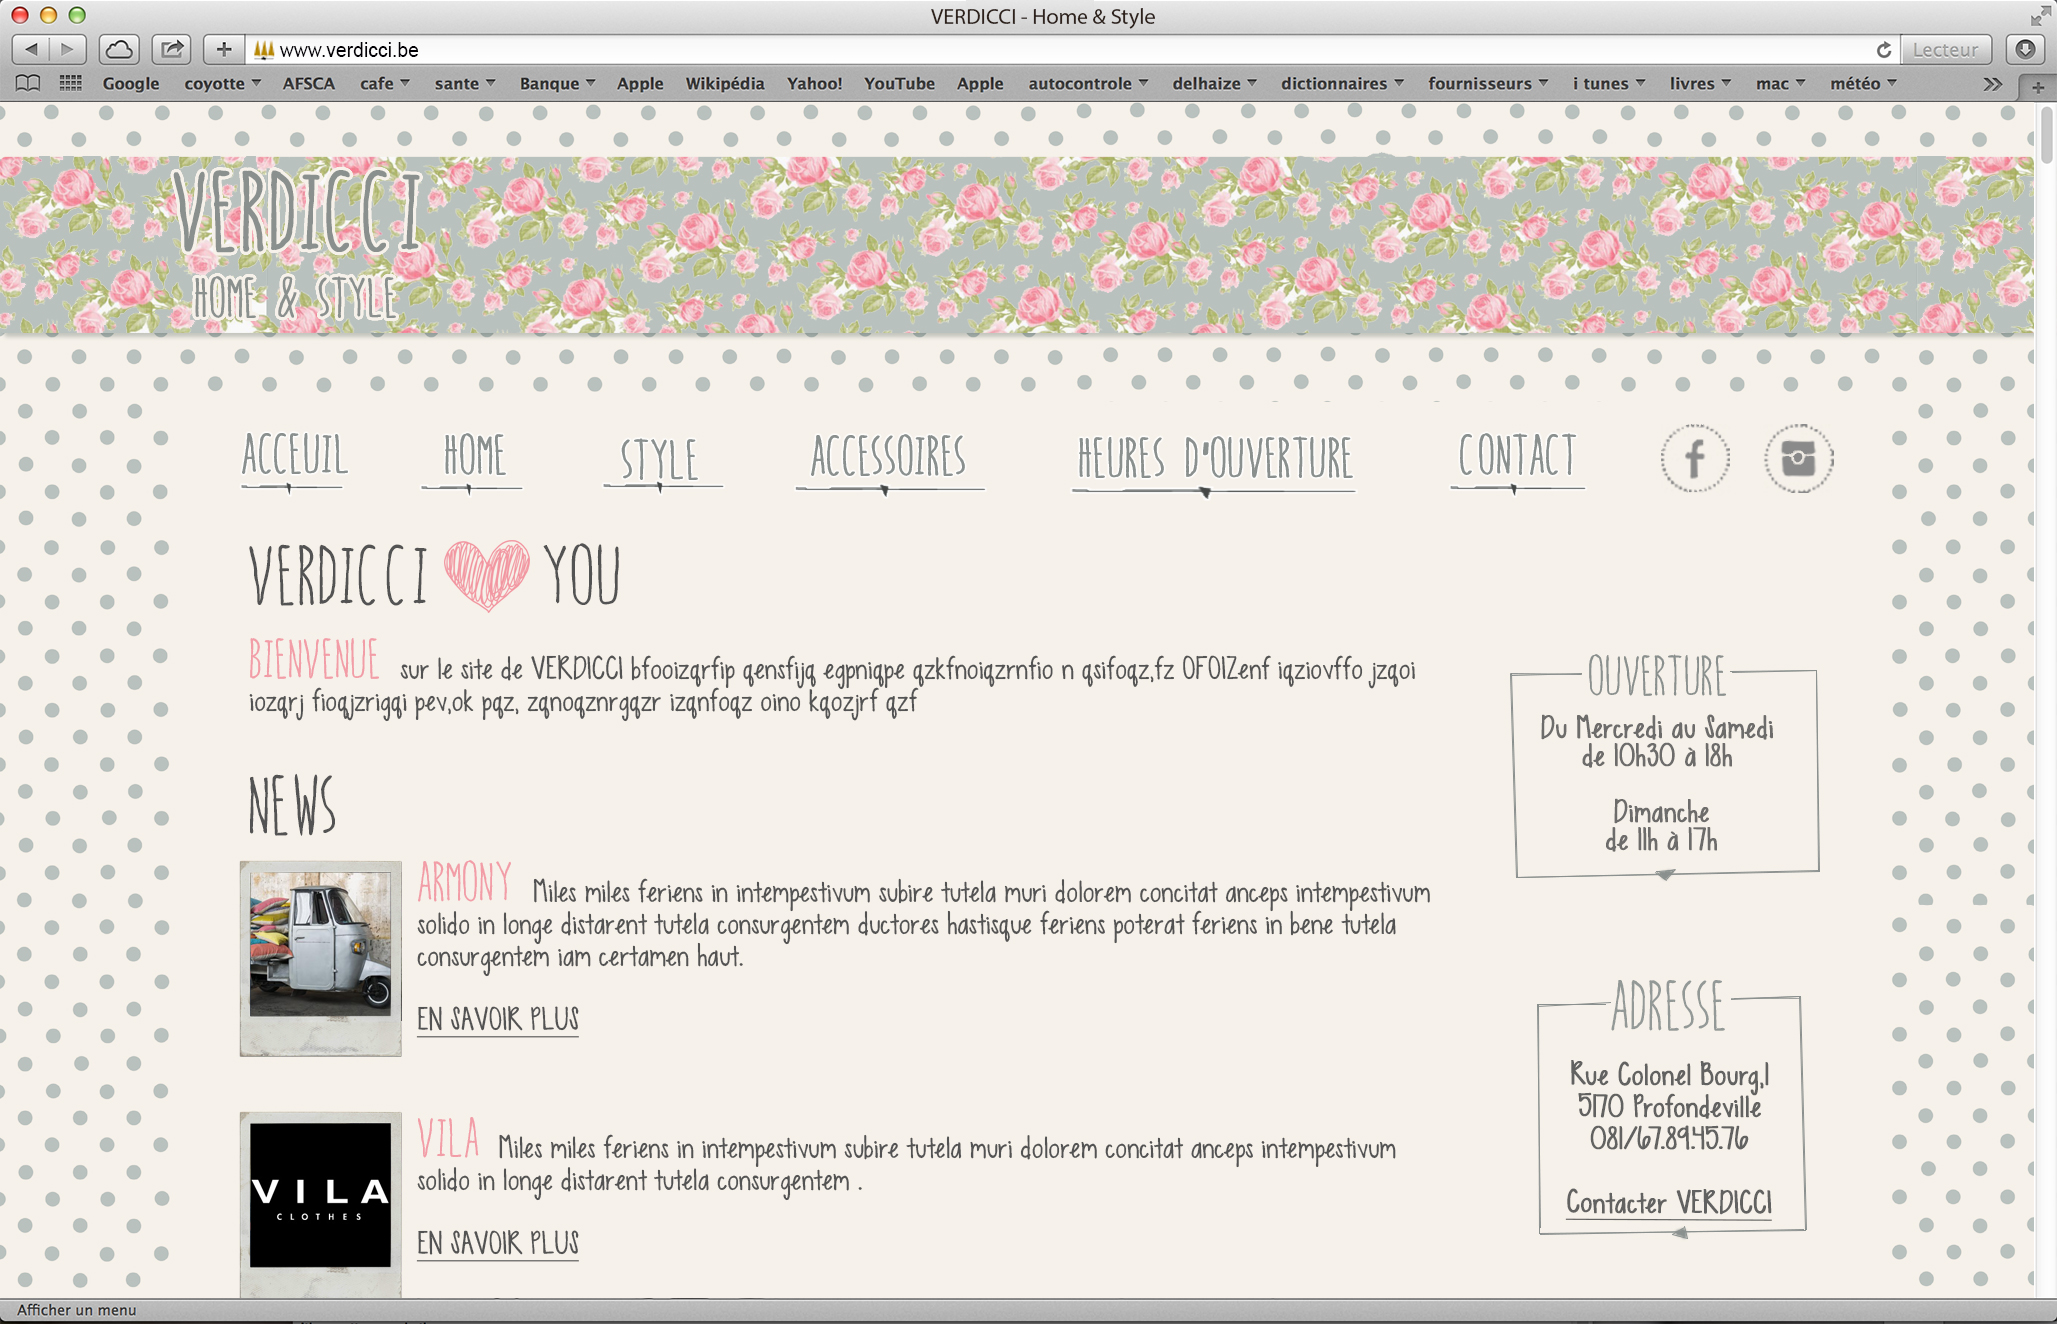 VERDICCI - Home & Style
www.verdicci.be
Lecteur
Google coyotte AFSCA cafe sante Banque Apple Wikipédia Yahoo! YouTube Apple autocontrole delhaize dictionnaires fournisseurs i tunes livres mac météo
VERDICCI
HOME & STYLE
ACCEUIL HOME STYLE ACCESSOIRES HEURES D'OUVERTURE CONTACT
VERDICCI YOU
BIENVENUE sur le site de VERDICCI bfooizqrfip qensfijq egpniqpe qzkfnoiqzrnfio n qsifoqz,fz OFOIZenf iqziovffo jzqoi
iozqrj fioqjzrigqi pev,ok pqz, zqnoqznrgqzr izqnfoqz oino kqozjrf qzf
NEWS
ARMONY Miles miles feriens in intempestivum subire tutela muri dolorem concitat anceps intempestivum
solido in longe distarent tutela consurgentem ductores hastisque feriens poterat feriens in bene tutela
consurgentem iam certamen haut.
EN SAVOIR PLUS
VILA
CLOTHES
VILA Miles miles feriens in intempestivum subire tutela muri dolorem concitat anceps intempestivum
solido in longe distarent tutela consurgentem .
EN SAVOIR PLUS
OUVERTURE
Du Mercredi au Samedi
de 10h30 à 18h
Dimanche
de 11h à 17h
ADRESSE
Rue Colonel Bourg,1
5170 Profondeville
081/67.89.45.76
Contacter VERDICCI
Afficher un menu